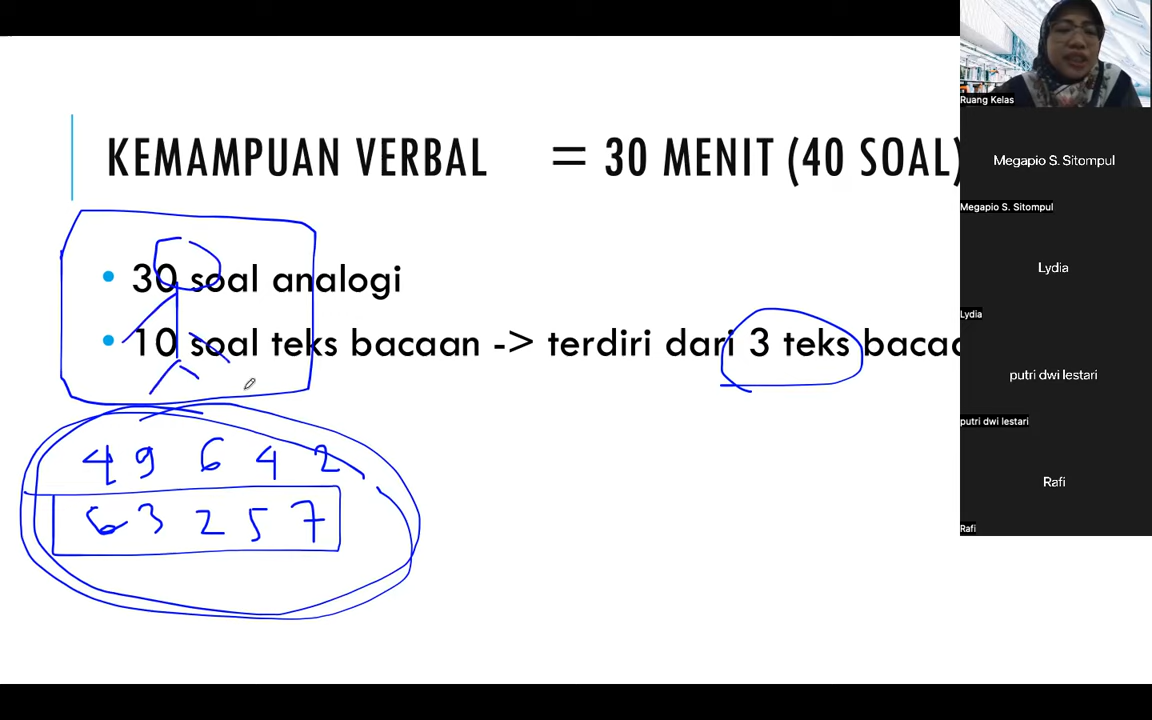 KEMAMPUAN VERBAL = 30 MENIT (40 SOAL)
• 30 soal analogi
• 10 soal teks bacaan -> terdiri dari 3 teks
4 9 6 4 2
6 3 2 5 7
Ruang Kelas
Megapio S. Sitompul
Megapio S. Sitompul
Lydia
Lydia
putri dwi lestari
putri dwi lestari
Rafi
Rafi